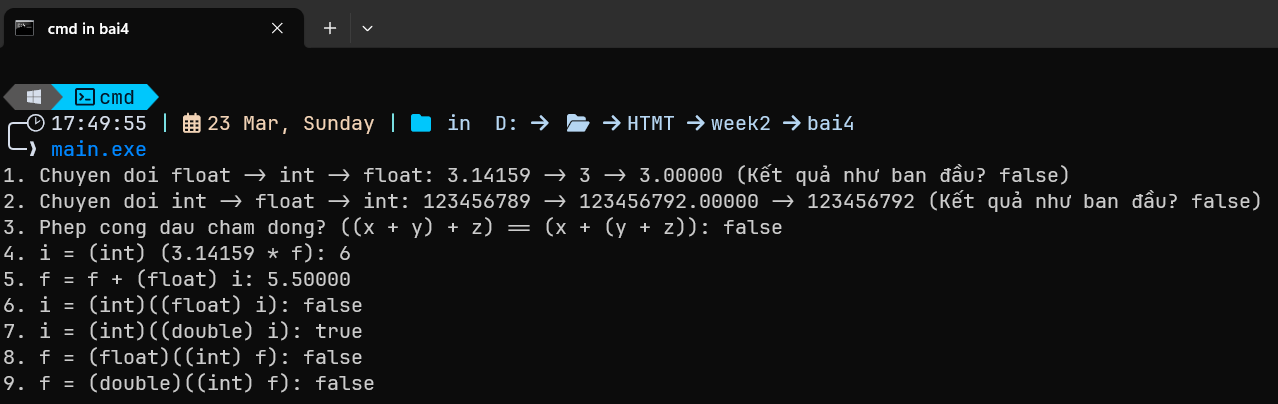 cmd in bai4
cmd
17:49:55 | 23 Mar, Sunday | in D: → → HTMT → week2 → bai4
main.exe
1. Chuyen doi float -> int -> float: 3.14159 -> 3 -> 3.00000 (Kết quả như ban đầu? false)
2. Chuyen doi int -> float -> int: 123456789 -> 123456792.00000 -> 123456792 (Kết quả như ban đầu? false)
3. Phep cong dau cham dong? ((x + y) + z) == (x + (y + z)): false
4. i = (int) (3.14159 * f): 6
5. f = f + (float) i: 5.50000
6. i = (int)((float) i): false
7. i = (int)((double) i): true
8. f = (float)((int) f): false
9. f = (double)((int) f): false